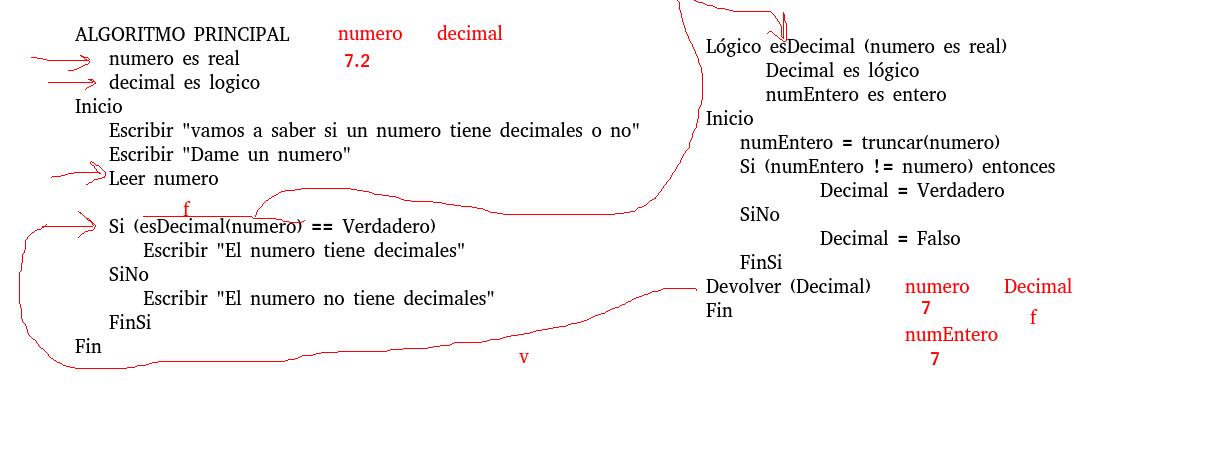 ALGORITMO PRINCIPAL numero decimal
numero es real 7.2
decimal es logico
Inicio
Escribir "vamos a saber si un numero tiene decimales o no"
Escribir "Dame un numero"
Leer numero
f
Si (esDecimal(numero) == Verdadero)
Escribir "El numero tiene decimales"
SiNo
Escribir "El numero no tiene decimales"
FinSi
Fin
v
Lógico esDecimal (numero es real)
Decimal es lógico
numEntero es entero
Inicio
numEntero = truncar(numero)
Si (numEntero != numero) entonces
Decimal = Verdadero
SiNo
Decimal = Falso
FinSi
Devolver (Decimal) numero Decimal
Fin 7 f
numEntero
7